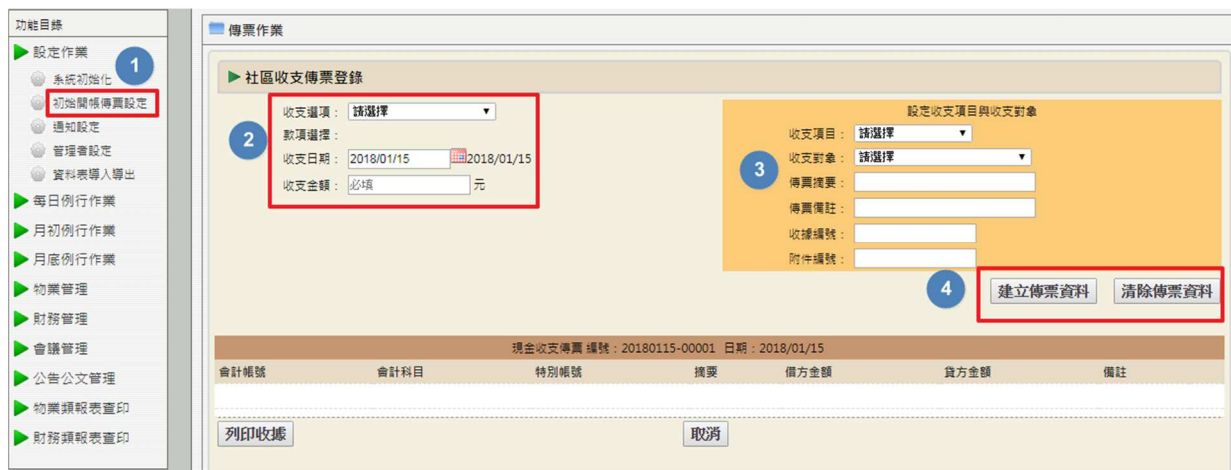 功能目錄
設定作業
1
系統初始化
初始開帳傳票設定
通知設定
管理者設定
資料表導入導出
每日例行作業
月初例行作業
月底例行作業
物業管理
財務管理
會議管理
公告公文管理
物業類報表查印
財務類報表查印
傳票作業
社區收支傳票登錄
2
收支選項： 請選擇
款項選擇：
收支日期： 2018/01/15 2018/01/15
收支金額： 必填 元
3
設定收支項目與收支對象
收支項目： 請選擇
收支對象： 請選擇
傳票摘要：
傳票備註：
收據編號：
附件編號：
4
建立傳票資料 清除傳票資料
現金收支傳票 編號：20180115-00001 日期：2018/01/15
會計帳號 會計科目 特別帳號 摘要 借方金額 貸方金額 備註
列印收據 取消